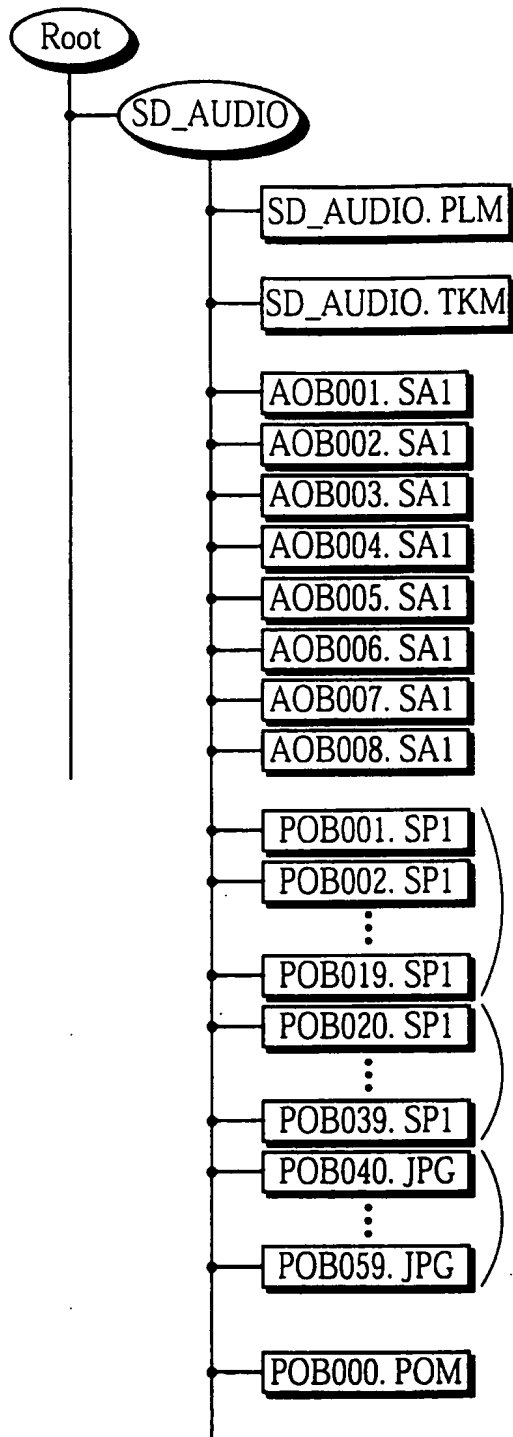 Root
SD_AUDIO
SD_AUDIO. PLM
SD_AUDIO. TKM
AOB001. SA1
AOB002. SA1
AOB003. SA1
AOB004. SA1
AOB005. SA1
AOB006. SA1
AOB007. SA1
AOB008. SA1
POB001. SP1
POB002. SP1
POB019. SP1
POB020. SP1
POB039. SP1
POB040. JPG
POB059. JPG
POB000. POM